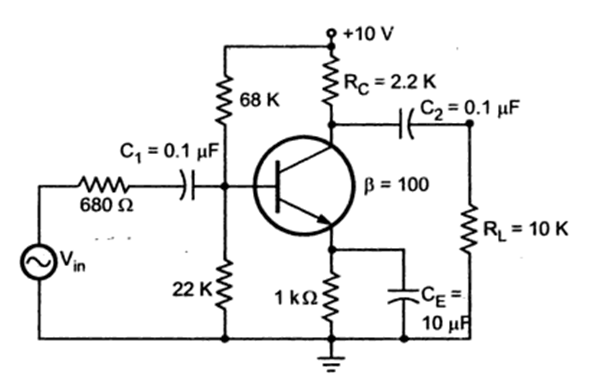 +10 V
R_C = 2.2 K
68 K
C_2 = 0.1 μF
C_1 = 0.1 μF
680 Ω
β = 100
V_in
22 K
1 kΩ
C_E =
10 μF
R_L = 10 K